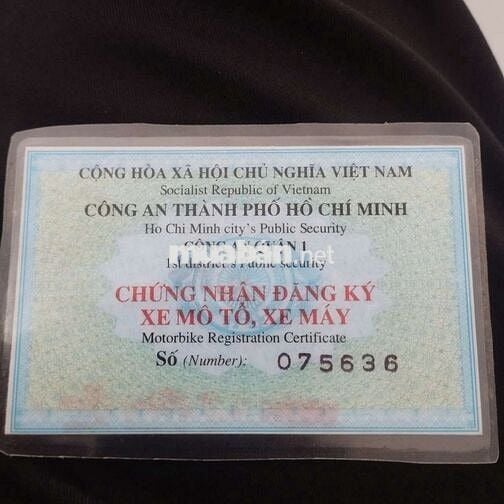 CỘNG HÒA XÃ HỘI CHỦ NGHĨA VIỆT NAM
Socialist Republic of Vietnam
CÔNG AN THÀNH PHỐ HỒ CHÍ MINH
Ho Chi Minh city's Public Security
CÔNG AN QUẬN 1
muaban.net
1st district's Public security
CHỨNG NHẬN ĐĂNG KÝ
XE MÔ TÔ, XE MÁY
Motorbike Registration Certificate
Số (Number): 075636